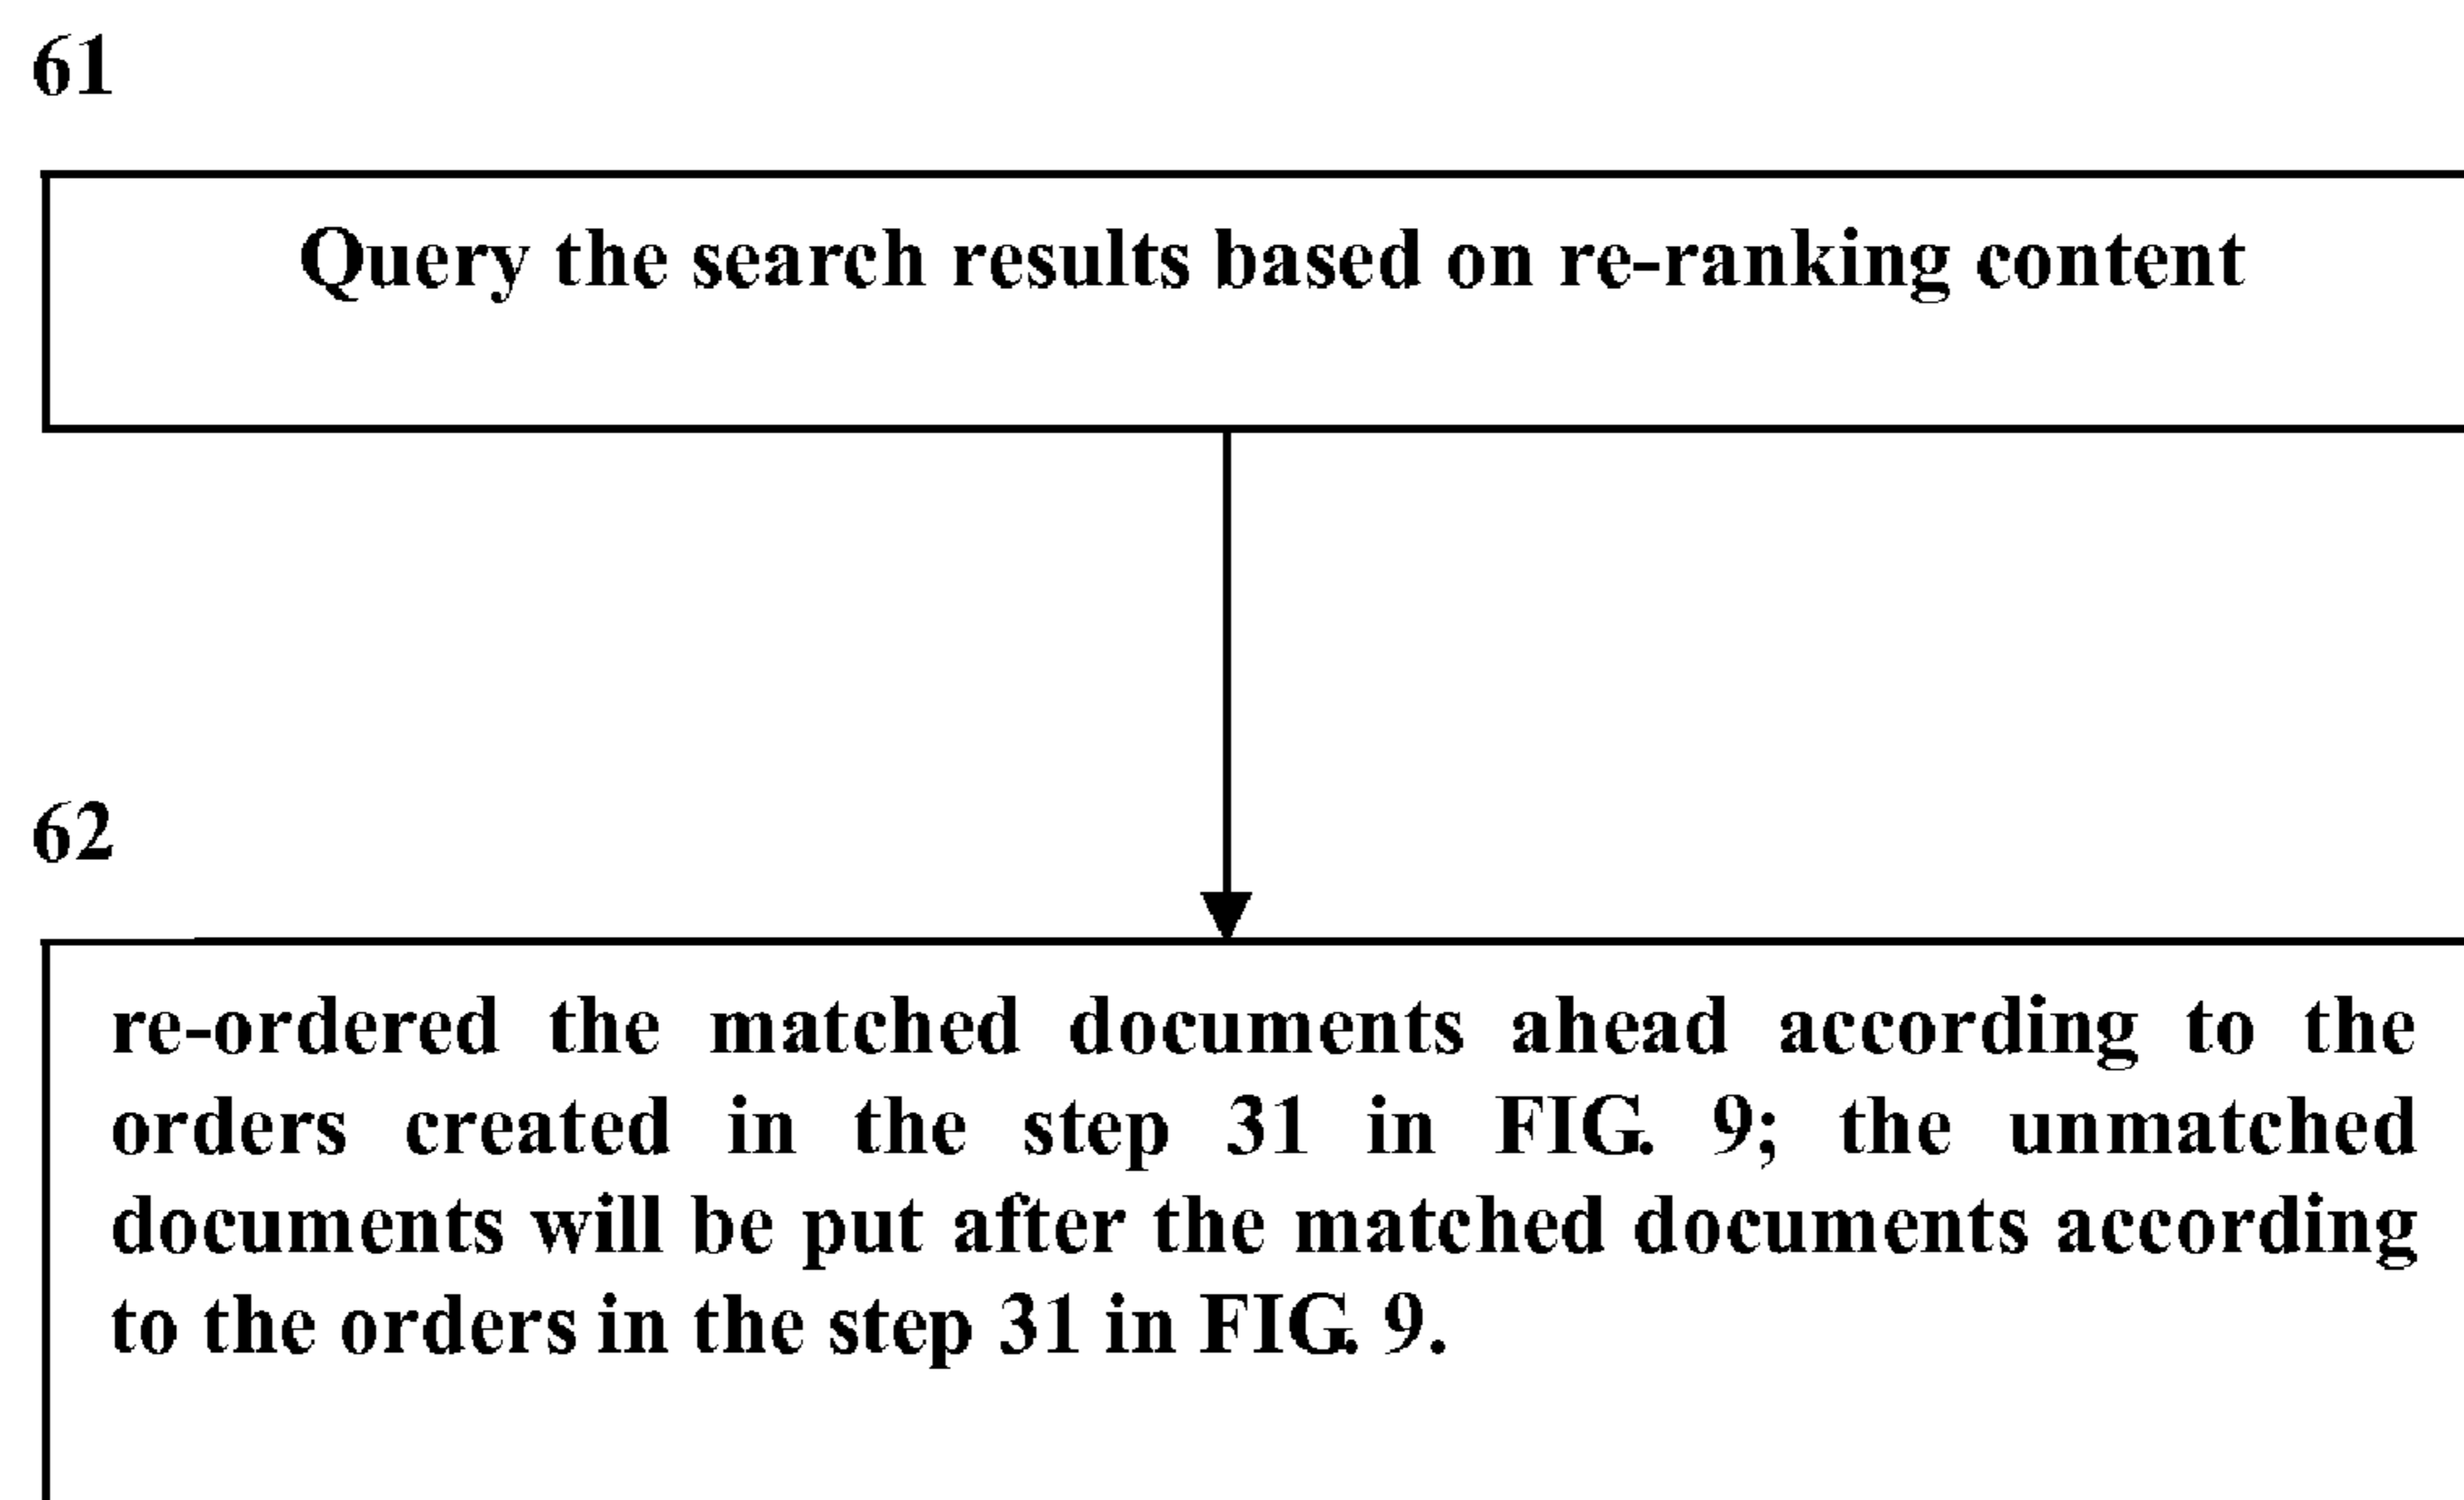 61
Query the search results based on re-ranking content
62
re-ordered the matched documents ahead according to the
orders created in the step 31 in FIG. 9; the unmatched
documents will be put after the matched documents according
to the orders in the step 31 in FIG. 9.